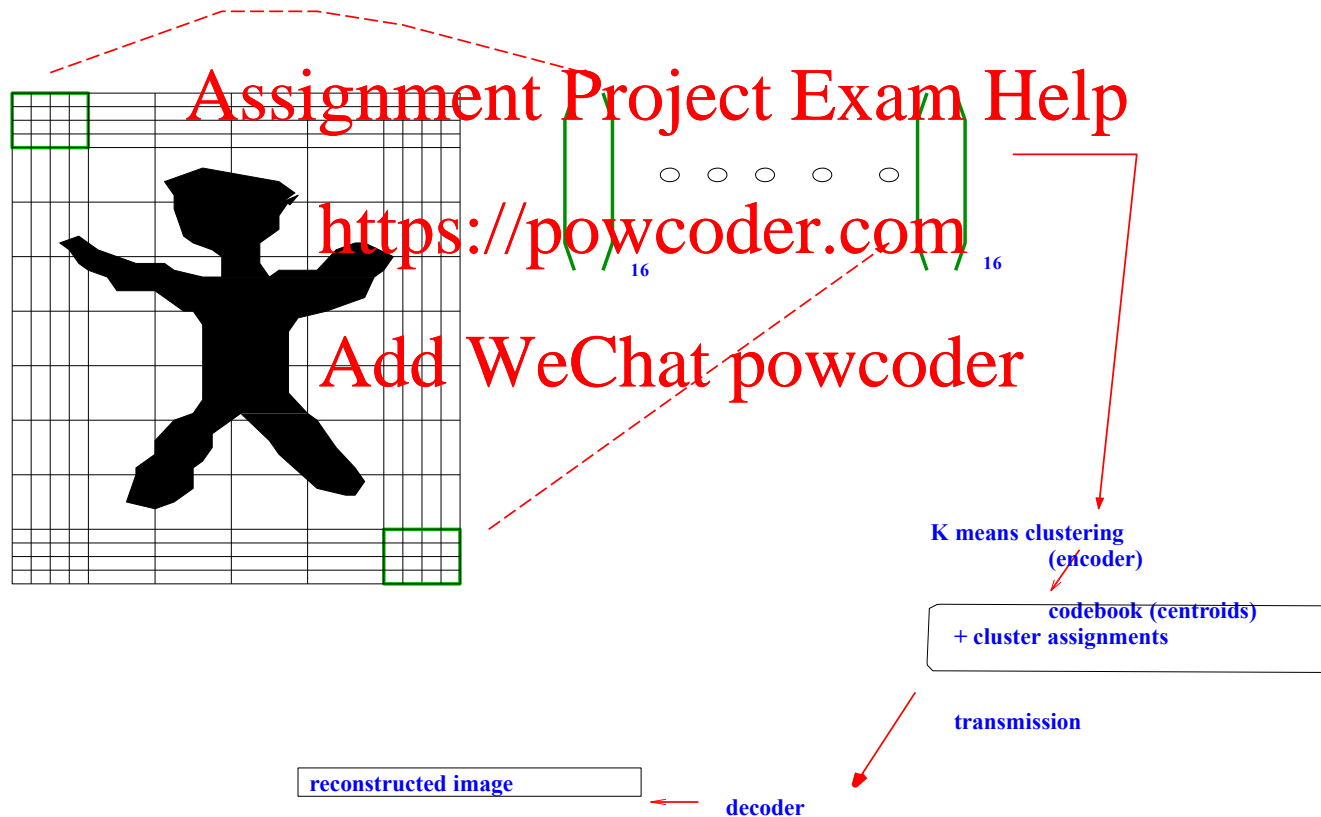 Assignment Project Exam Help
https://powcoder.com
16
16
Add WeChat powcoder
K means clustering
(encoder)
codebook (centroids)
+ cluster assignments
transmission
reconstructed image
decoder